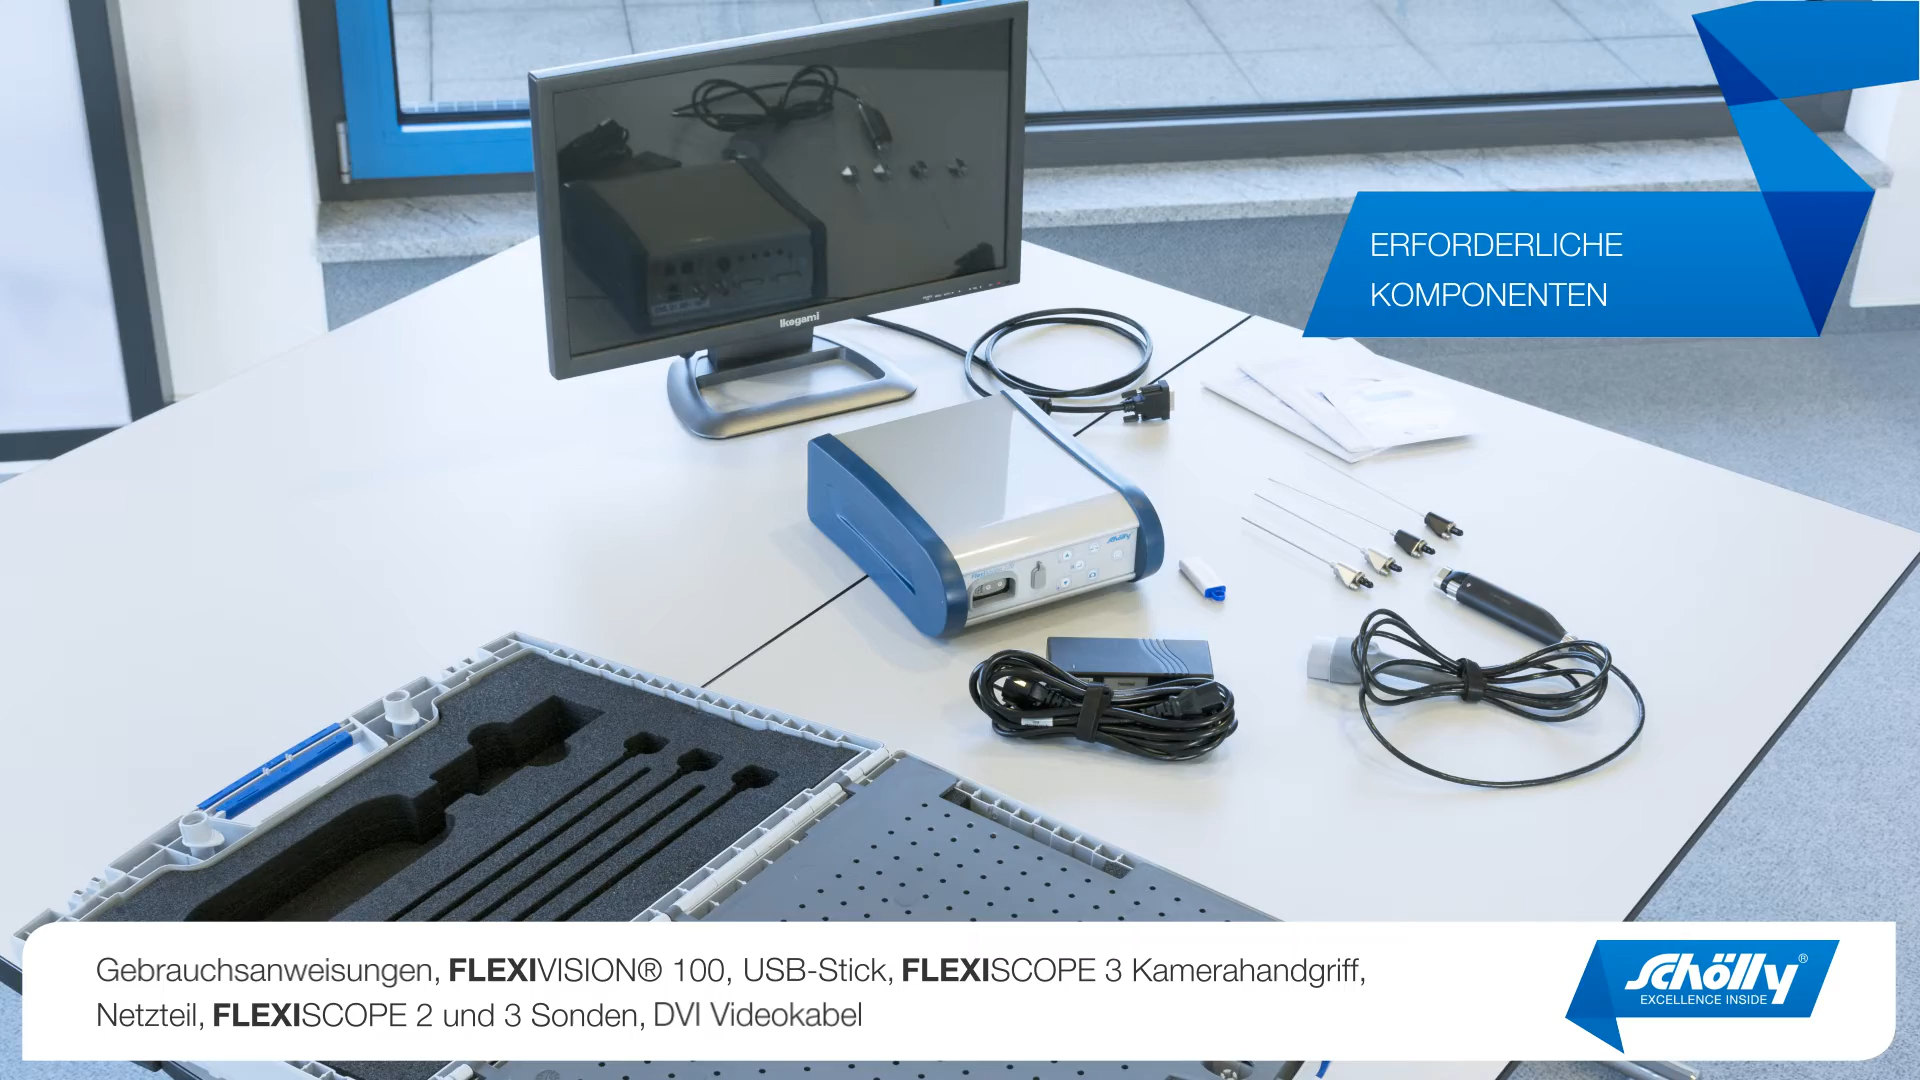 ERFORDERLICHE
KOMPONENTEN
Ikegami
Schölly
Gebrauchsanweisungen, FLEXIVISION® 100, USB-Stick, FLEXISCOPE 3 Kamerahandgriff,
Netzteil, FLEXISCOPE 2 und 3 Sonden, DVI Videokabel
Schölly®
EXCELLENCE INSIDE